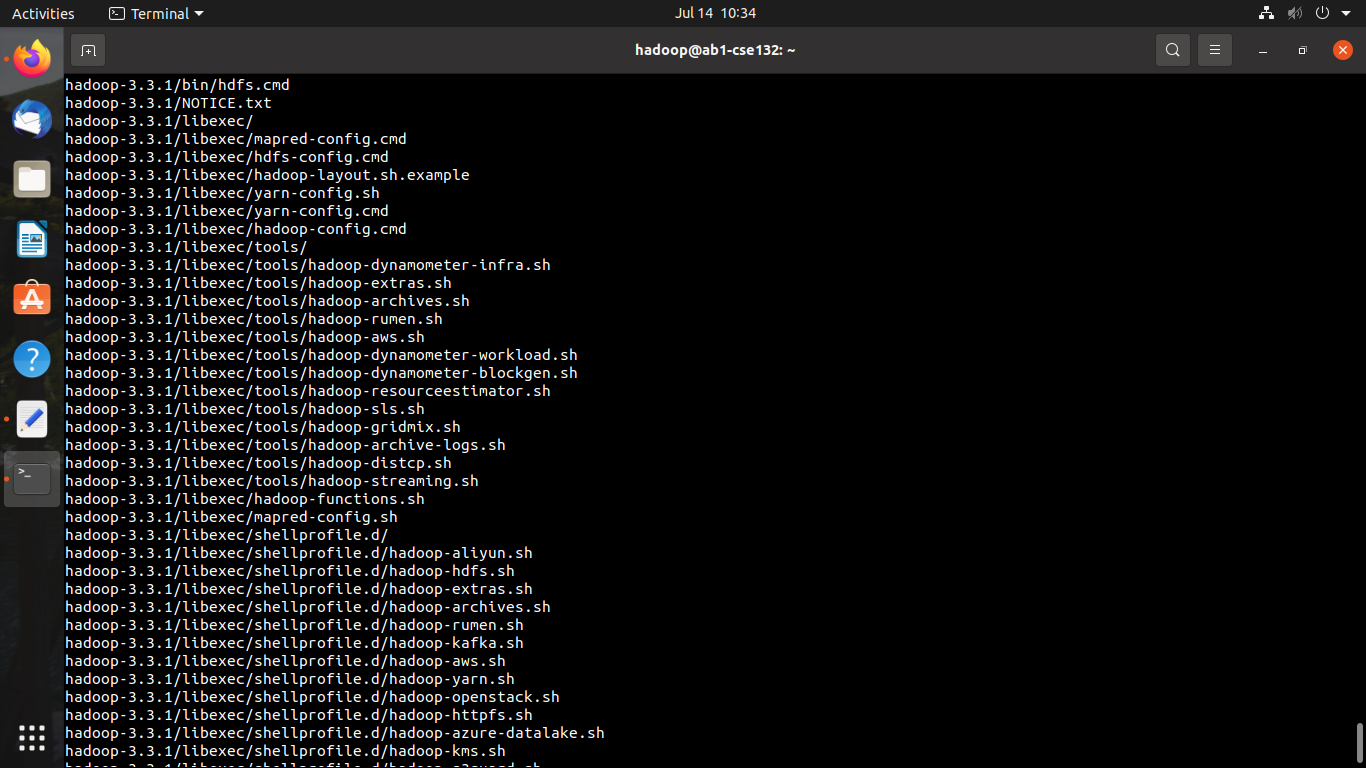 Activities
Terminal
Jul 14 10:34
hadoop@ab1-cse132: ~
hadoop-3.3.1/bin/hdfs.cmd
hadoop-3.3.1/NOTICE.txt
hadoop-3.3.1/libexec/
hadoop-3.3.1/libexec/mapred-config.cmd
hadoop-3.3.1/libexec/hdfs-config.cmd
hadoop-3.3.1/libexec/hadoop-layout.sh.example
hadoop-3.3.1/libexec/yarn-config.sh
hadoop-3.3.1/libexec/yarn-config.cmd
hadoop-3.3.1/libexec/hadoop-config.cmd
hadoop-3.3.1/libexec/tools/
hadoop-3.3.1/libexec/tools/hadoop-dynamometer-infra.sh
hadoop-3.3.1/libexec/tools/hadoop-extras.sh
hadoop-3.3.1/libexec/tools/hadoop-archives.sh
hadoop-3.3.1/libexec/tools/hadoop-rumen.sh
hadoop-3.3.1/libexec/tools/hadoop-aws.sh
hadoop-3.3.1/libexec/tools/hadoop-dynamometer-workload.sh
hadoop-3.3.1/libexec/tools/hadoop-dynamometer-blockgen.sh
hadoop-3.3.1/libexec/tools/hadoop-resourceestimator.sh
hadoop-3.3.1/libexec/tools/hadoop-sls.sh
hadoop-3.3.1/libexec/tools/hadoop-gridmix.sh
hadoop-3.3.1/libexec/tools/hadoop-archive-logs.sh
hadoop-3.3.1/libexec/tools/hadoop-distcp.sh
hadoop-3.3.1/libexec/tools/hadoop-streaming.sh
hadoop-3.3.1/libexec/hadoop-functions.sh
hadoop-3.3.1/libexec/mapred-config.sh
hadoop-3.3.1/libexec/shellprofile.d/
hadoop-3.3.1/libexec/shellprofile.d/hadoop-aliyun.sh
hadoop-3.3.1/libexec/shellprofile.d/hadoop-hdfs.sh
hadoop-3.3.1/libexec/shellprofile.d/hadoop-extras.sh
hadoop-3.3.1/libexec/shellprofile.d/hadoop-archives.sh
hadoop-3.3.1/libexec/shellprofile.d/hadoop-rumen.sh
hadoop-3.3.1/libexec/shellprofile.d/hadoop-kafka.sh
hadoop-3.3.1/libexec/shellprofile.d/hadoop-aws.sh
hadoop-3.3.1/libexec/shellprofile.d/hadoop-yarn.sh
hadoop-3.3.1/libexec/shellprofile.d/hadoop-openstack.sh
hadoop-3.3.1/libexec/shellprofile.d/hadoop-httpfs.sh
hadoop-3.3.1/libexec/shellprofile.d/hadoop-azure-datalake.sh
hadoop-3.3.1/libexec/shellprofile.d/hadoop-kms.sh